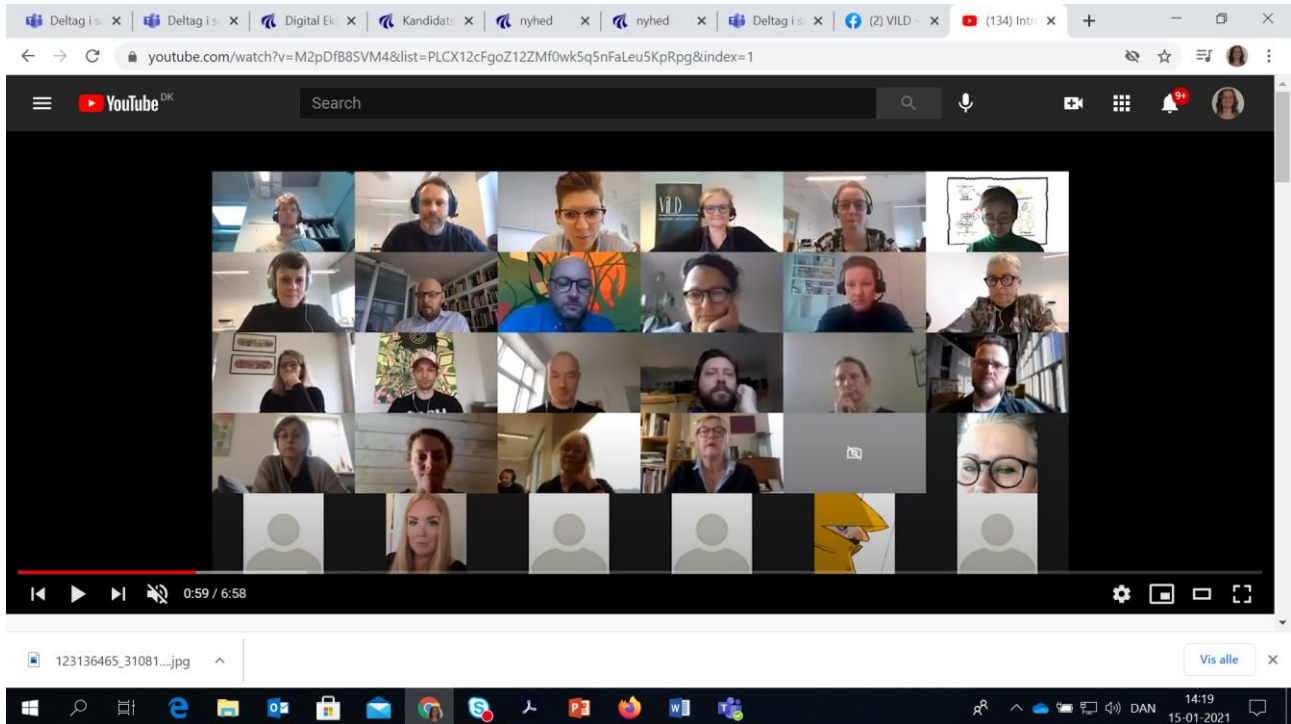 Deltag i s
Deltag i s
Digital Ek
Kandidats
nyhed
nyhed
Deltag i s
(2) VILD -
(134) Intr
youtube.com/watch?v=M2pDfB8SVM4&list=PLCX12cFgoZ12ZMf0wk5q5nFaLeu5KpRpg&index=1
YouTube DK
Search
9+
ViLD
0:59 / 6:58
123136465_31081....jpg
Vis alle
DAN
14:19
15-01-2021